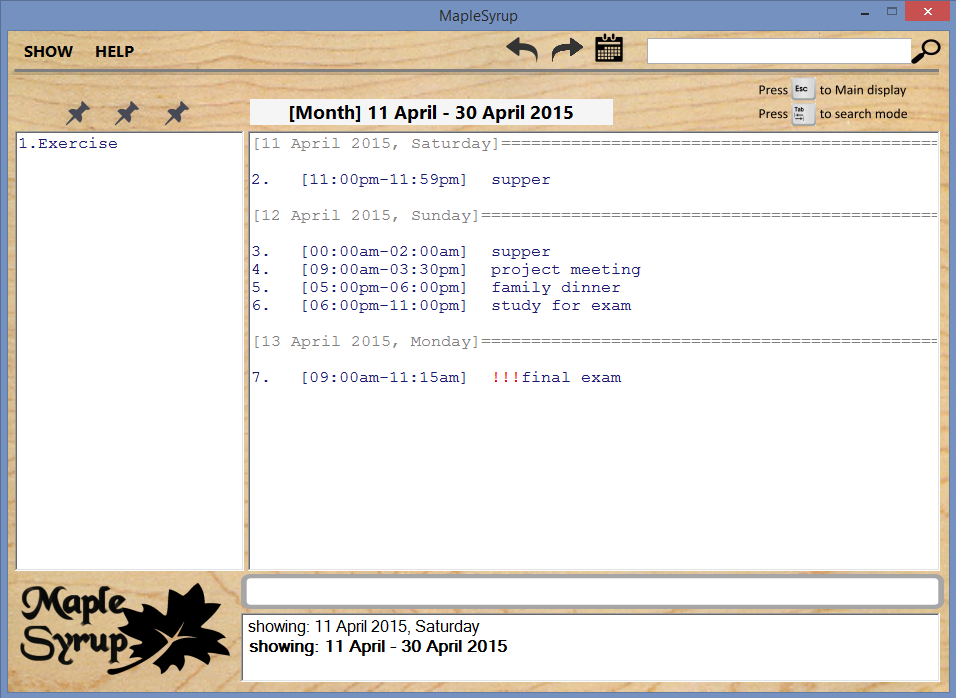 MapleSyrup
SHOW HELP
Press Esc to Main display
[Month] 11 April - 30 April 2015
Press Tab to search mode
1.Exercise
[11 April 2015, Saturday]============================================
2. [11:00pm-11:59pm] supper
[12 April 2015, Sunday]==============================================
3. [00:00am-02:00am] supper
4. [09:00am-03:30pm] project meeting
5. [05:00pm-06:00pm] family dinner
6. [06:00pm-11:00pm] study for exam
[13 April 2015, Monday]==============================================
7. [09:00am-11:15am] !!!final exam
Maple
Syrup
showing: 11 April 2015, Saturday
showing: 11 April - 30 April 2015